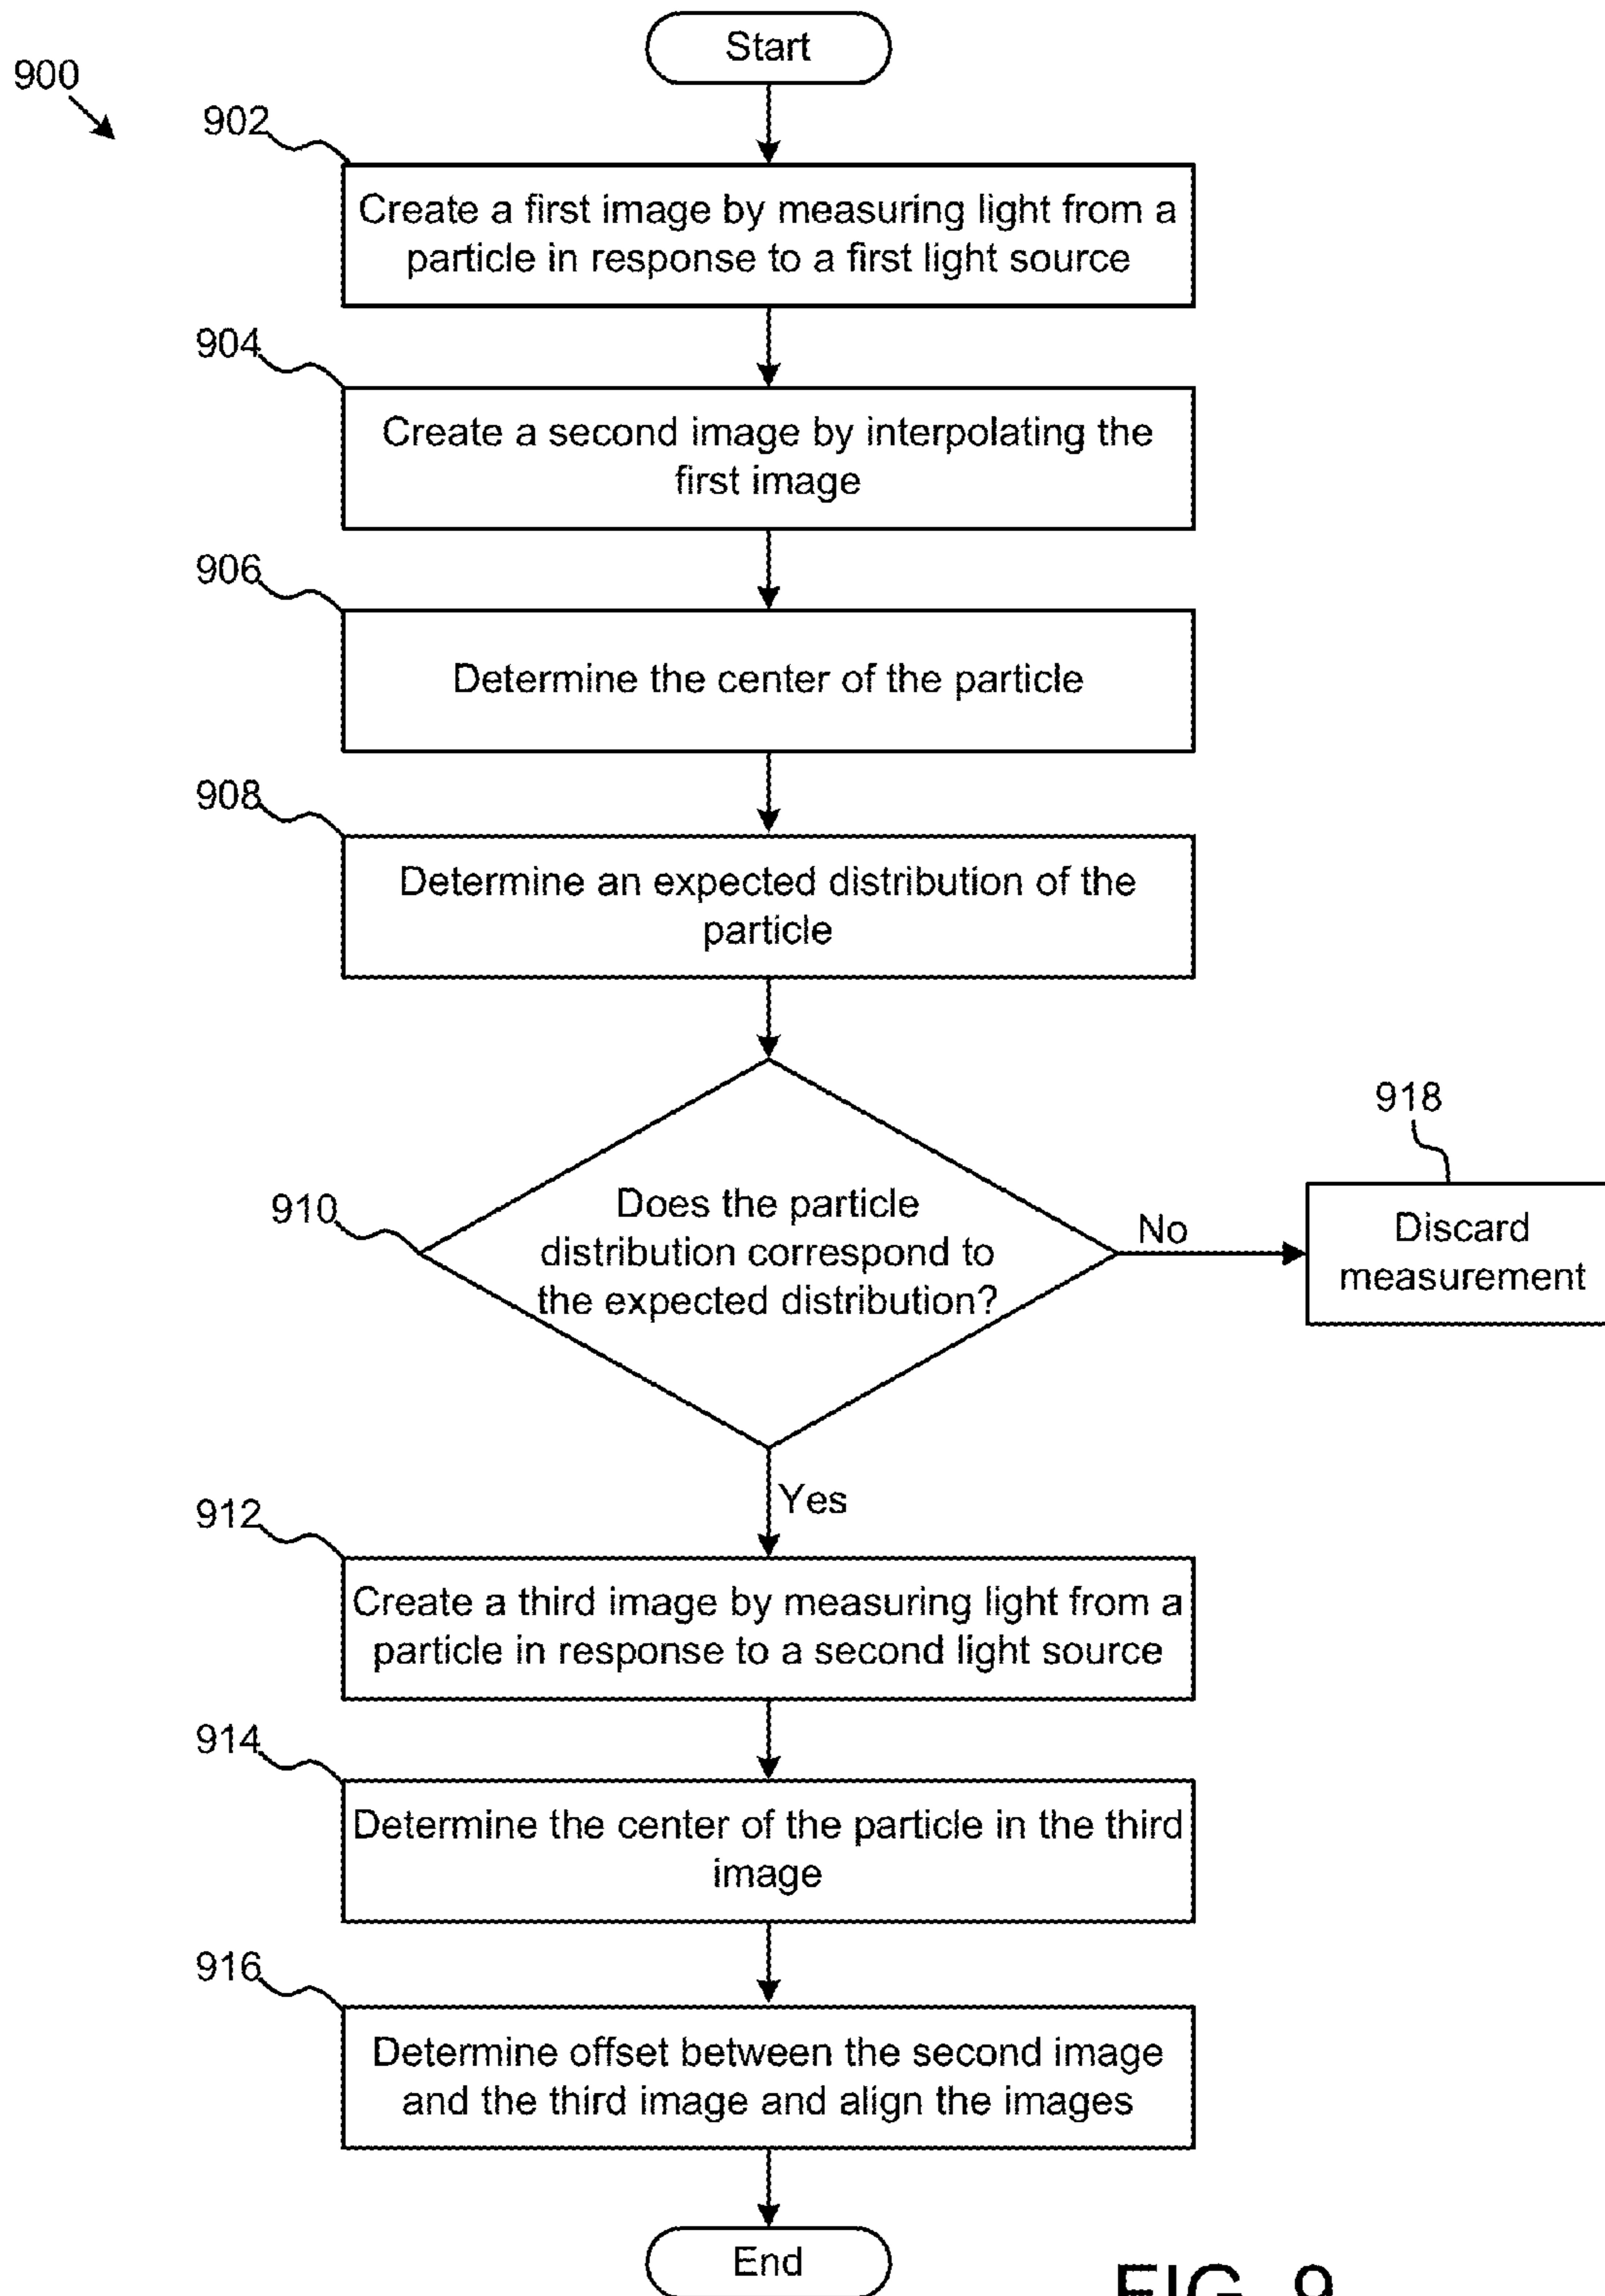 Start
900
902
Create a first image by measuring light from a
particle in response to a first light source
904
Create a second image by interpolating the
first image
906
Determine the center of the particle
908
Determine an expected distribution of the
particle
910
Does the particle
distribution correspond to
the expected distribution?
No
918
Discard
measurement
Yes
912
Create a third image by measuring light from a
particle in response to a second light source
914
Determine the center of the particle in the third
image
916
Determine offset between the second image
and the third image and align the images
End
FIG. 9